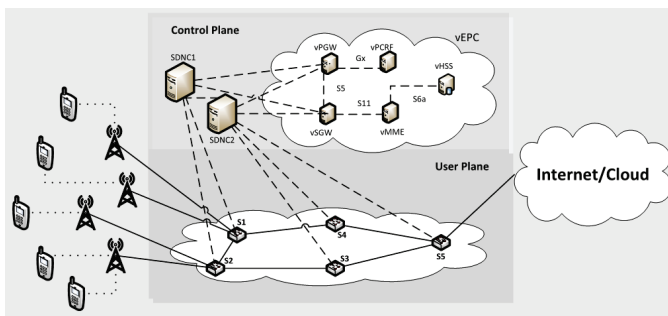 Control Plane
vEPC
SDNC1
vPGW
vPCRF
Gx
vHSS
S5
S6a
S11
vSGW
vMME
SDNC2
User Plane
Internet/Cloud
S1
S4
S5
S2
S3